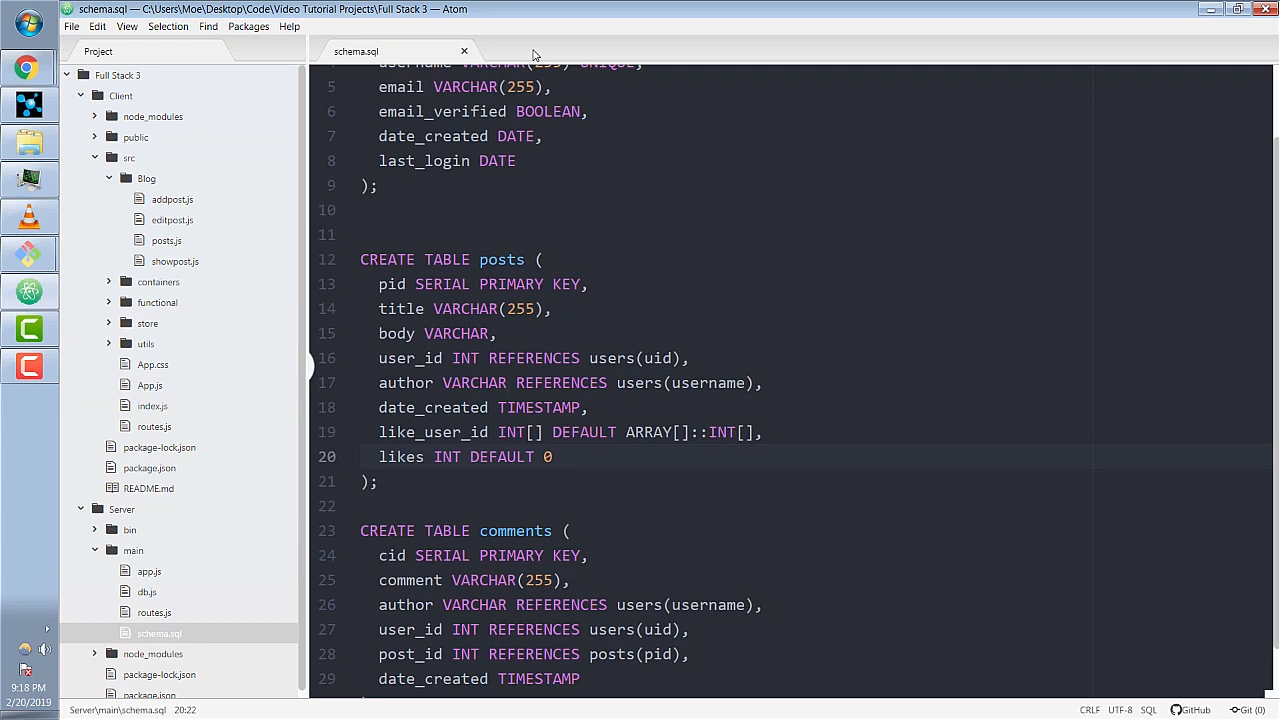 schema.sql — C:\Users\Moe\Desktop\Code\Video Tutorial Projects\Full Stack 3 — Atom
File Edit View Selection Find Packages Help
Project
Full Stack 3
Client
node_modules
public
src
Blog
addpost.js
editpost.js
posts.js
showpost.js
containers
functional
store
utils
App.css
App.js
index.js
routes.js
package-lock.json
package.json
README.md
Server
bin
main
app.js
db.js
routes.js
schema.sql
node_modules
package-lock.json
package.json
schema.sql
4 username VARCHAR(255) UNIQUE,
5 email VARCHAR(255),
6 email_verified BOOLEAN,
7 date_created DATE,
8 last_login DATE
9 );
10
11
12 CREATE TABLE posts (
13 pid SERIAL PRIMARY KEY,
14 title VARCHAR(255),
15 body VARCHAR,
16 user_id INT REFERENCES users(uid),
17 author VARCHAR REFERENCES users(username),
18 date_created TIMESTAMP,
19 like_user_id INT[] DEFAULT ARRAY[]::INT[],
20 likes INT DEFAULT 0
21 );
22
23 CREATE TABLE comments (
24 cid SERIAL PRIMARY KEY,
25 comment VARCHAR(255),
26 author VARCHAR REFERENCES users(username),
27 user_id INT REFERENCES users(uid),
28 post_id INT REFERENCES posts(pid),
29 date_created TIMESTAMP
9:18 PM
2/20/2019
Server\main\schema.sql 20:22
CRLF UTF-8 SQL GitHub Git (0)